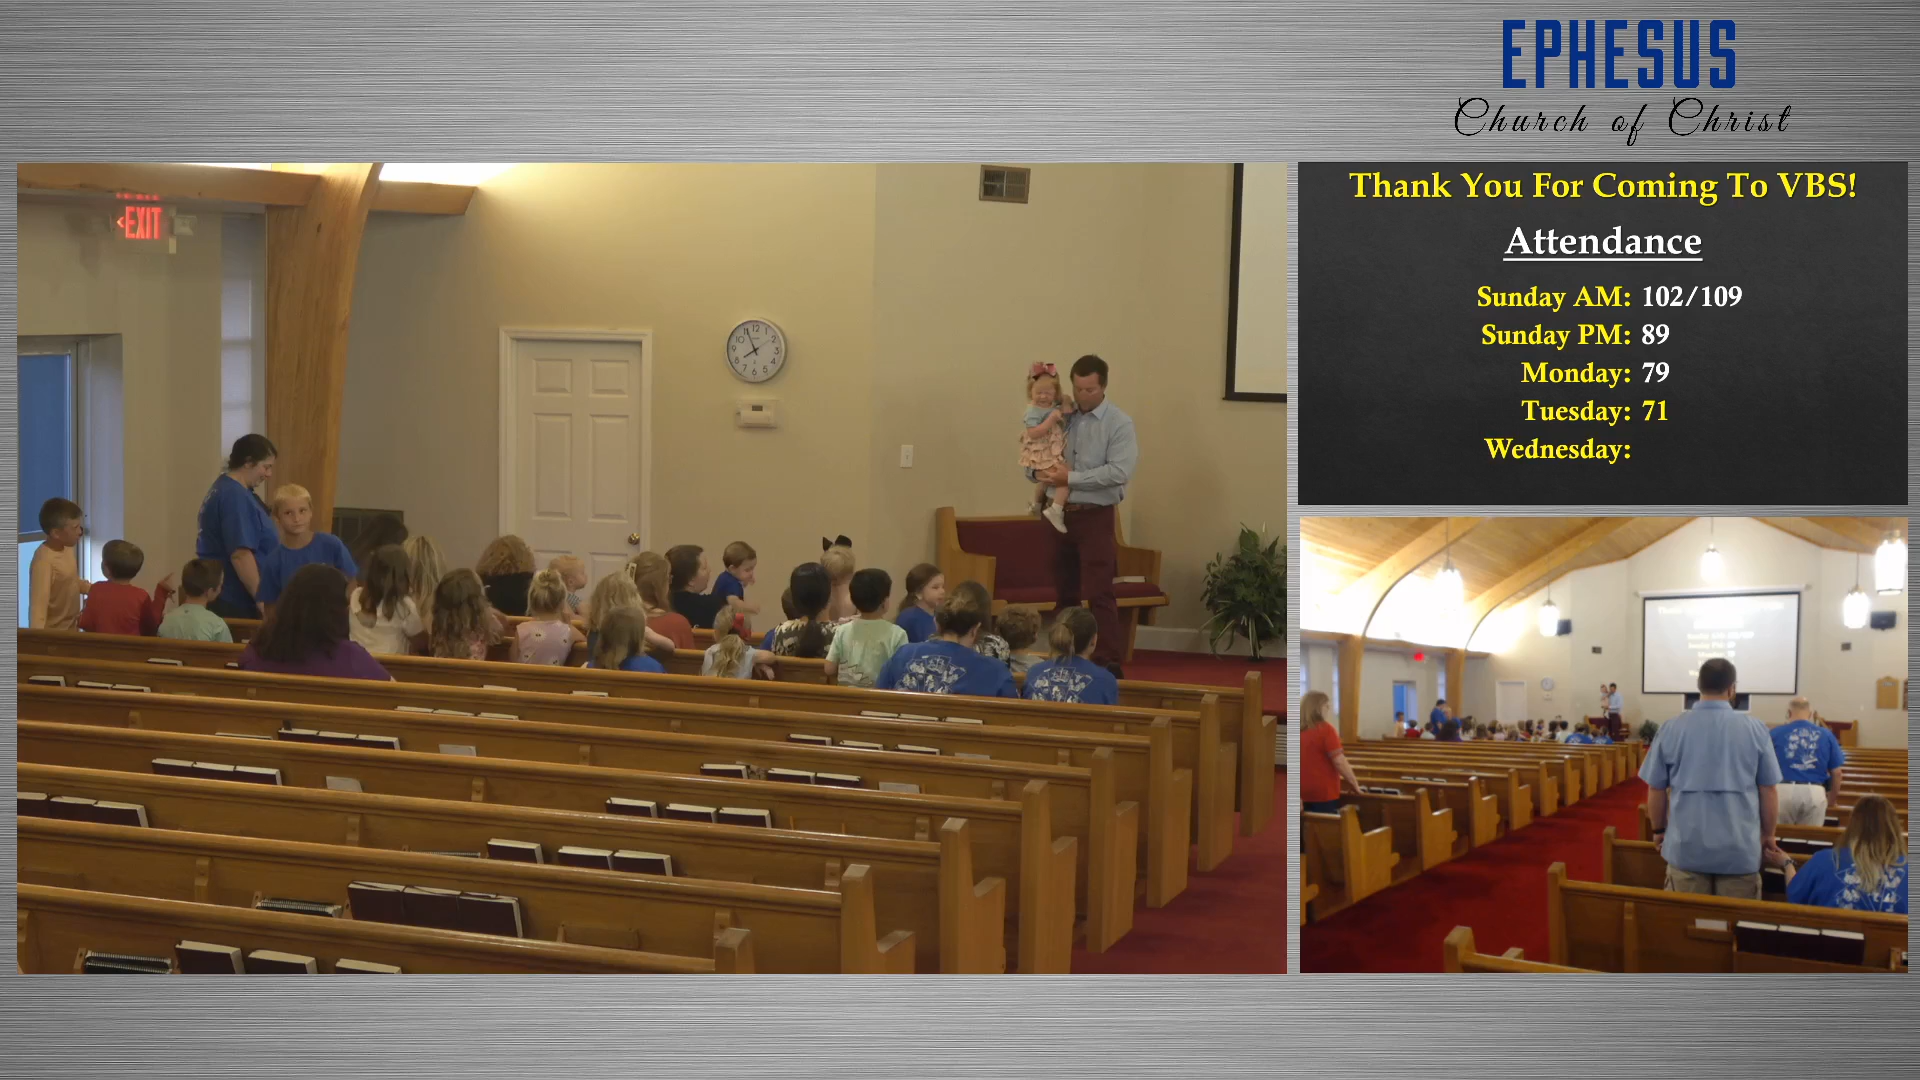 EPHESUS
Church of Christ
Thank You For Coming To VBS!
Attendance
Sunday AM: 102/109
Sunday PM: 89
Monday: 79
Tuesday: 71
Wednesday:
EXIT